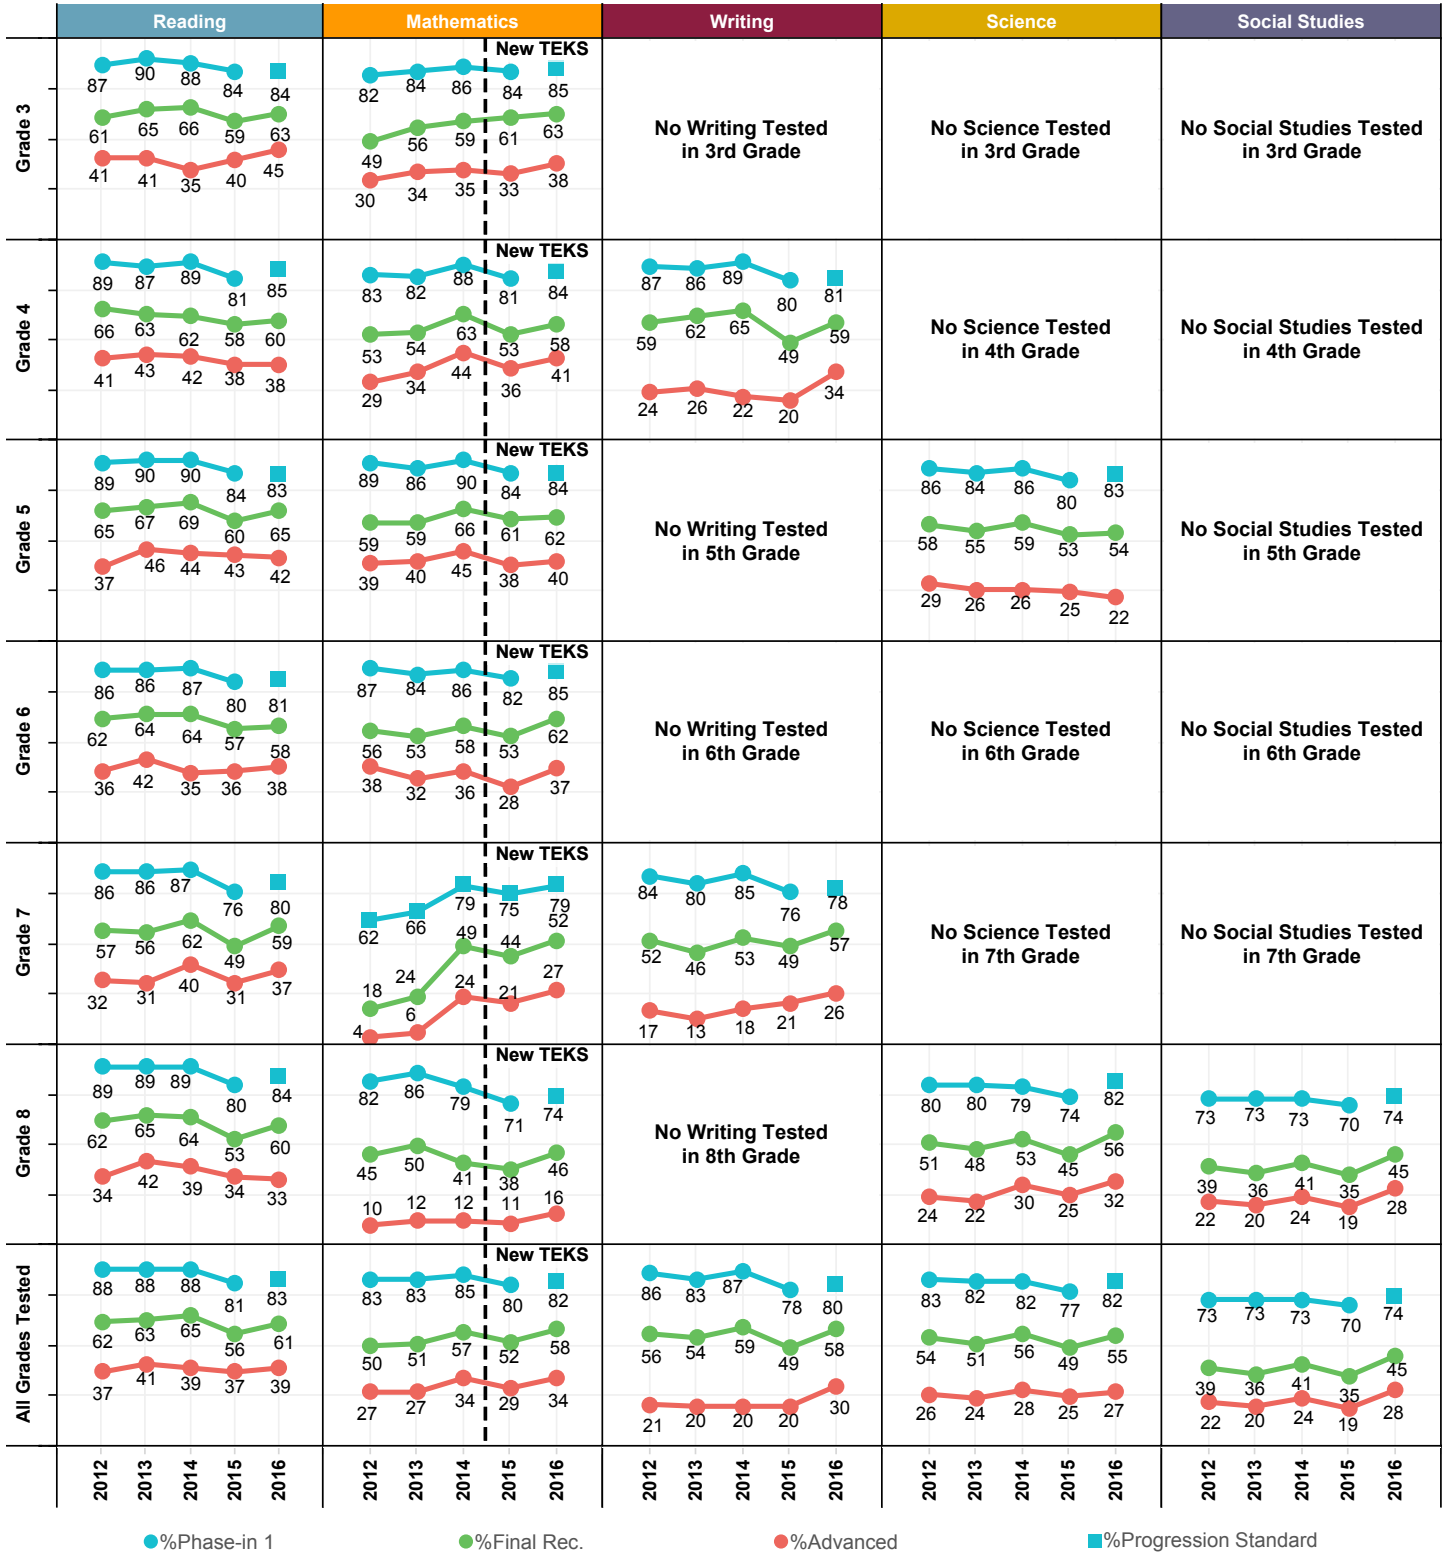 Reading Mathematics Writing Science Social Studies
Grade 3
87 90 88 84 84
61 65 66 59 63
41 41 35 40 45
New TEKS
82 84 86 84 85
49 56 59 61 63
30 34 35 33 38
No Writing Tested
in 3rd Grade
No Science Tested
in 3rd Grade
No Social Studies Tested
in 3rd Grade
Grade 4
89 87 89 81 85
66 63 62 58 60
41 43 42 38 38
New TEKS
83 82 88 81 84
53 54 63 53 58
29 34 44 36 41
87 86 89 80 81
59 62 65 49 59
24 26 22 20 34
No Science Tested
in 4th Grade
No Social Studies Tested
in 4th Grade
Grade 5
89 90 90 84 83
65 67 69 60 65
37 46 44 43 42
New TEKS
89 86 90 84 84
59 59 66 61 62
39 40 45 38 40
No Writing Tested
in 5th Grade
86 84 86 80 83
58 55 59 53 54
29 26 26 25 22
No Social Studies Tested
in 5th Grade
Grade 6
86 86 87 80 81
62 64 64 57 58
36 42 35 36 38
New TEKS
87 84 86 82 85
56 53 58 53 62
38 32 36 28 37
No Writing Tested
in 6th Grade
No Science Tested
in 6th Grade
No Social Studies Tested
in 6th Grade
Grade 7
86 86 87 76 80
57 56 62 49 59
32 31 40 31 37
New TEKS
62 66 79 75 79
18 24 49 44 52
4 6 24 21 27
84 80 85 76 78
52 46 53 49 57
17 13 18 21 26
No Science Tested
in 7th Grade
No Social Studies Tested
in 7th Grade
Grade 8
89 89 89 80 84
62 65 64 53 60
34 42 39 34 33
New TEKS
82 86 79 71 74
45 50 41 38 46
10 12 12 11 16
No Writing Tested
in 8th Grade
80 80 79 74 82
51 48 53 45 56
24 22 30 25 32
73 73 73 70 74
39 36 41 35 45
22 20 24 19 28
All Grades Tested
88 88 88 81 83
62 63 65 56 61
37 41 39 37 39
New TEKS
83 83 85 80 82
50 51 57 52 58
27 27 34 29 34
86 83 87 78 80
56 54 59 49 58
21 20 20 20 30
83 82 82 77 82
54 51 56 49 55
26 24 28 25 27
73 73 73 70 74
39 36 41 35 45
22 20 24 19 28
2012 2013 2014 2015 2016 2012 2013 2014 2015 2016 2012 2013 2014 2015 2016 2012 2013 2014 2015 2016 2012 2013 2014 2015 2016
%Phase-in 1 %Final Rec. %Advanced %Progression Standard